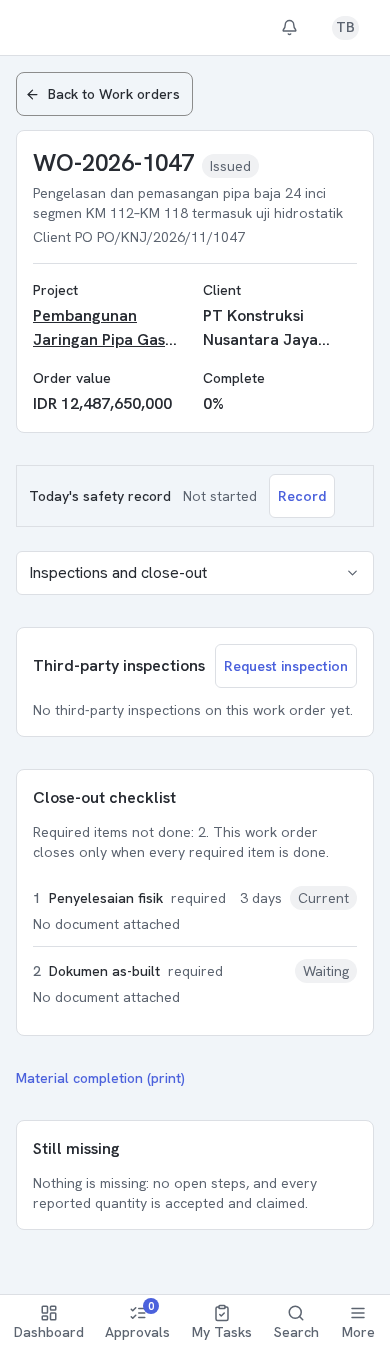 TB
Back to Work orders
WO-2026-1047 Issued
Pengelasan dan pemasangan pipa baja 24 inci
segmen KM 112–KM 118 termasuk uji hidrostatik
Client PO PO/KNJ/2026/11/1047
Project
Pembangunan
Jaringan Pipa Gas...
Client
PT Konstruksi
Nusantara Jaya...
Order value
IDR 12,487,650,000
Complete
0%
Today's safety record Not started Record
Inspections and close-out
Third-party inspections Request inspection
No third-party inspections on this work order yet.
Close-out checklist
Required items not done: 2. This work order
closes only when every required item is done.
1 Penyelesaian fisik required 3 days Current
No document attached
2 Dokumen as-built required Waiting
No document attached
Material completion (print)
Still missing
Nothing is missing: no open steps, and every
reported quantity is accepted and claimed.
0
Dashboard Approvals My Tasks Search More